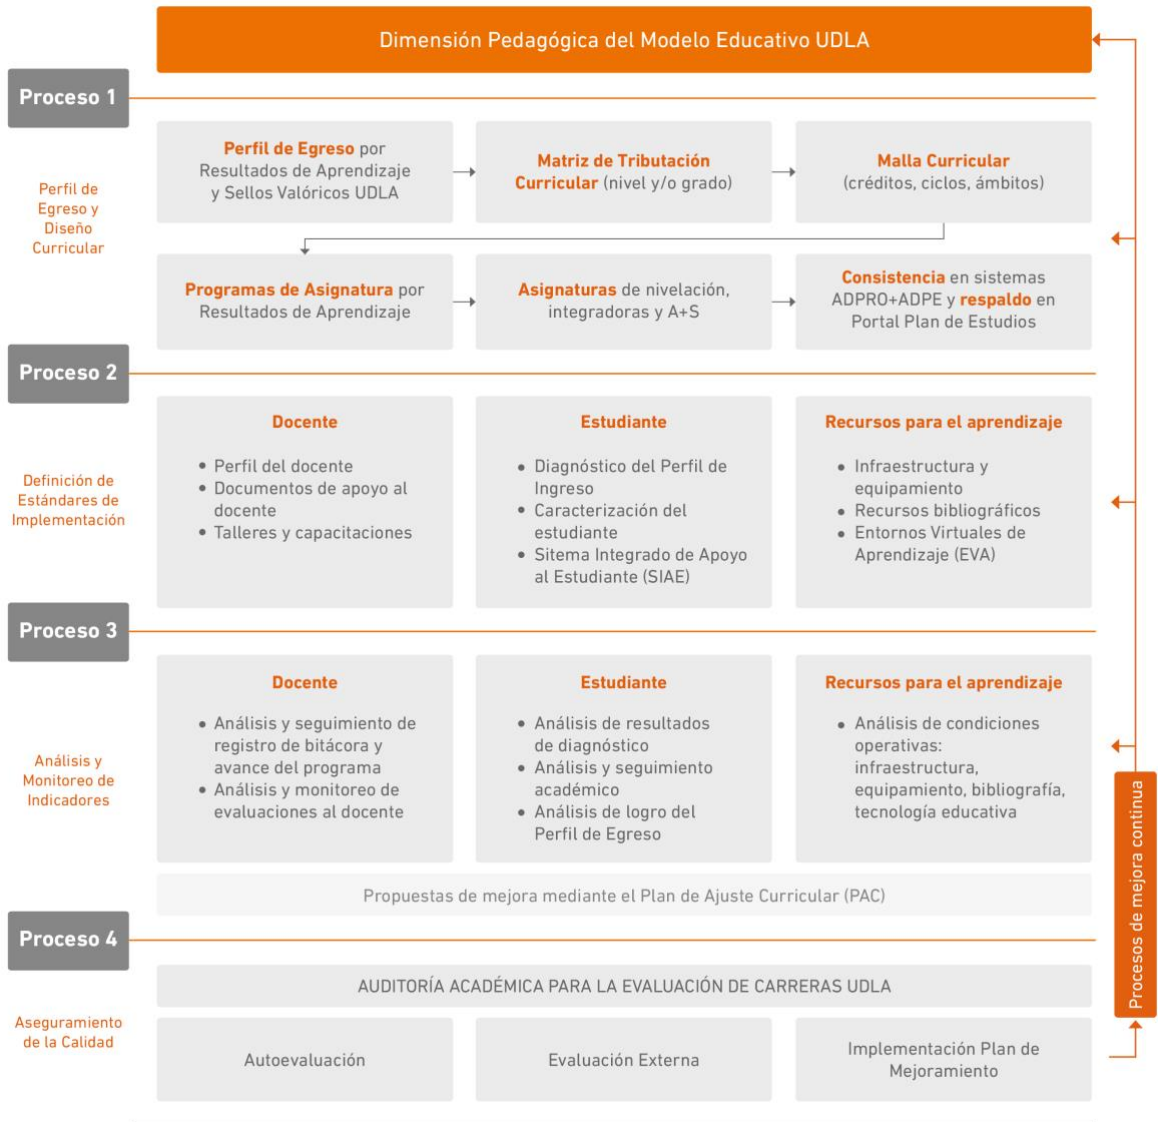 Dimensión Pedagógica del Modelo Educativo UDLA
Proceso 1
Perfil de
Egreso y
Diseño
Curricular
Perfil de Egreso por
Resultados de Aprendizaje
y Sellos Valóricos UDLA
Matriz de Tributación
Curricular (nivel y/o grado)
Malla Curricular
(créditos, ciclos, ámbitos)
Programas de Asignatura por
Resultados de Aprendizaje
Asignaturas de nivelación,
integradoras y A+S
Consistencia en sistemas
ADPRO+ADPE y respaldo en
Portal Plan de Estudios
Proceso 2
Definición de
Estándares de
Implementación
Docente
• Perfil del docente
• Documentos de apoyo al
docente
• Talleres y capacitaciones
Estudiante
• Diagnóstico del Perfil de
Ingreso
• Caracterización del
estudiante
• Sitema Integrado de Apoyo
al Estudiante (SIAE)
Recursos para el aprendizaje
• Infraestructura y
equipamiento
• Recursos bibliográficos
• Entornos Virtuales de
Aprendizaje (EVA)
Proceso 3
Análisis y
Monitoreo de
Indicadores
Docente
• Análisis y seguimiento de
registro de bitácora y
avance del programa
• Análisis y monitoreo de
evaluaciones al docente
Estudiante
• Análisis de resultados
de diagnóstico
• Análisis y seguimiento
académico
• Análisis de logro del
Perfil de Egreso
Recursos para el aprendizaje
• Análisis de condiciones
operativas:
infraestructura,
equipamiento, bibliografía,
tecnología educativa
Propuestas de mejora mediante el Plan de Ajuste Curricular (PAC)
Proceso 4
Aseguramiento
de la Calidad
AUDITORÍA ACADÉMICA PARA LA EVALUACIÓN DE CARRERAS UDLA
Autoevaluación
Evaluación Externa
Implementación Plan de
Mejoramiento
Procesos de mejora continua